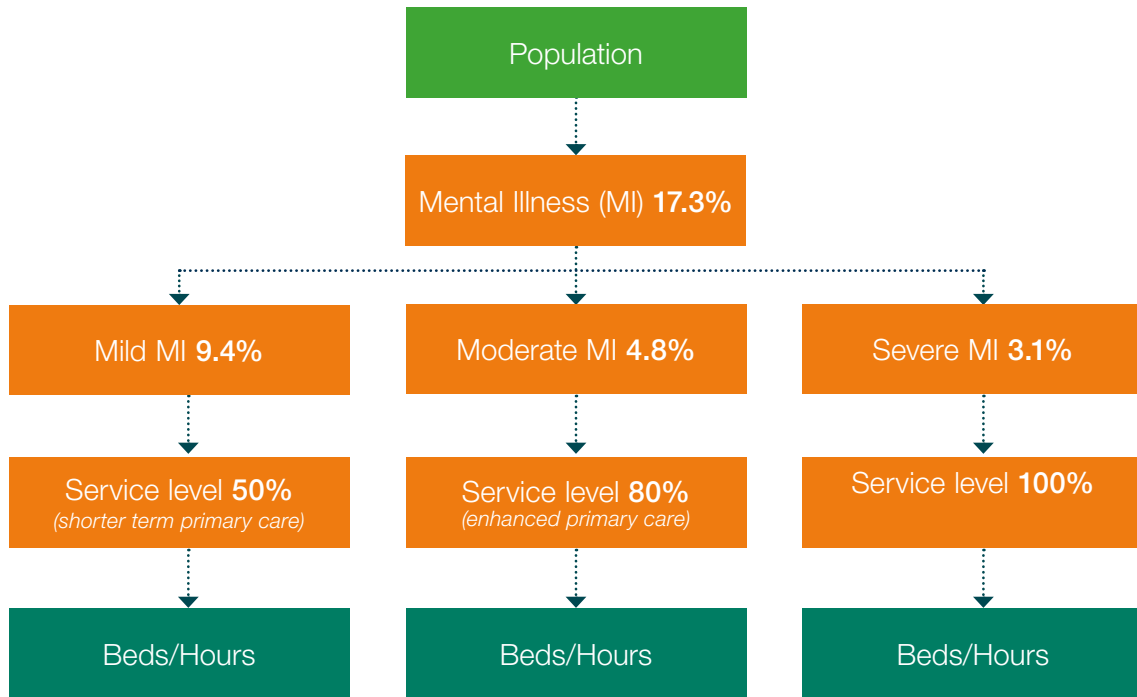 Population
Mental Illness (MI) 17.3%
Mild MI 9.4%
Moderate MI 4.8%
Severe MI 3.1%
Service level 50%
(shorter term primary care)
Service level 80%
(enhanced primary care)
Service level 100%
Beds/Hours
Beds/Hours
Beds/Hours